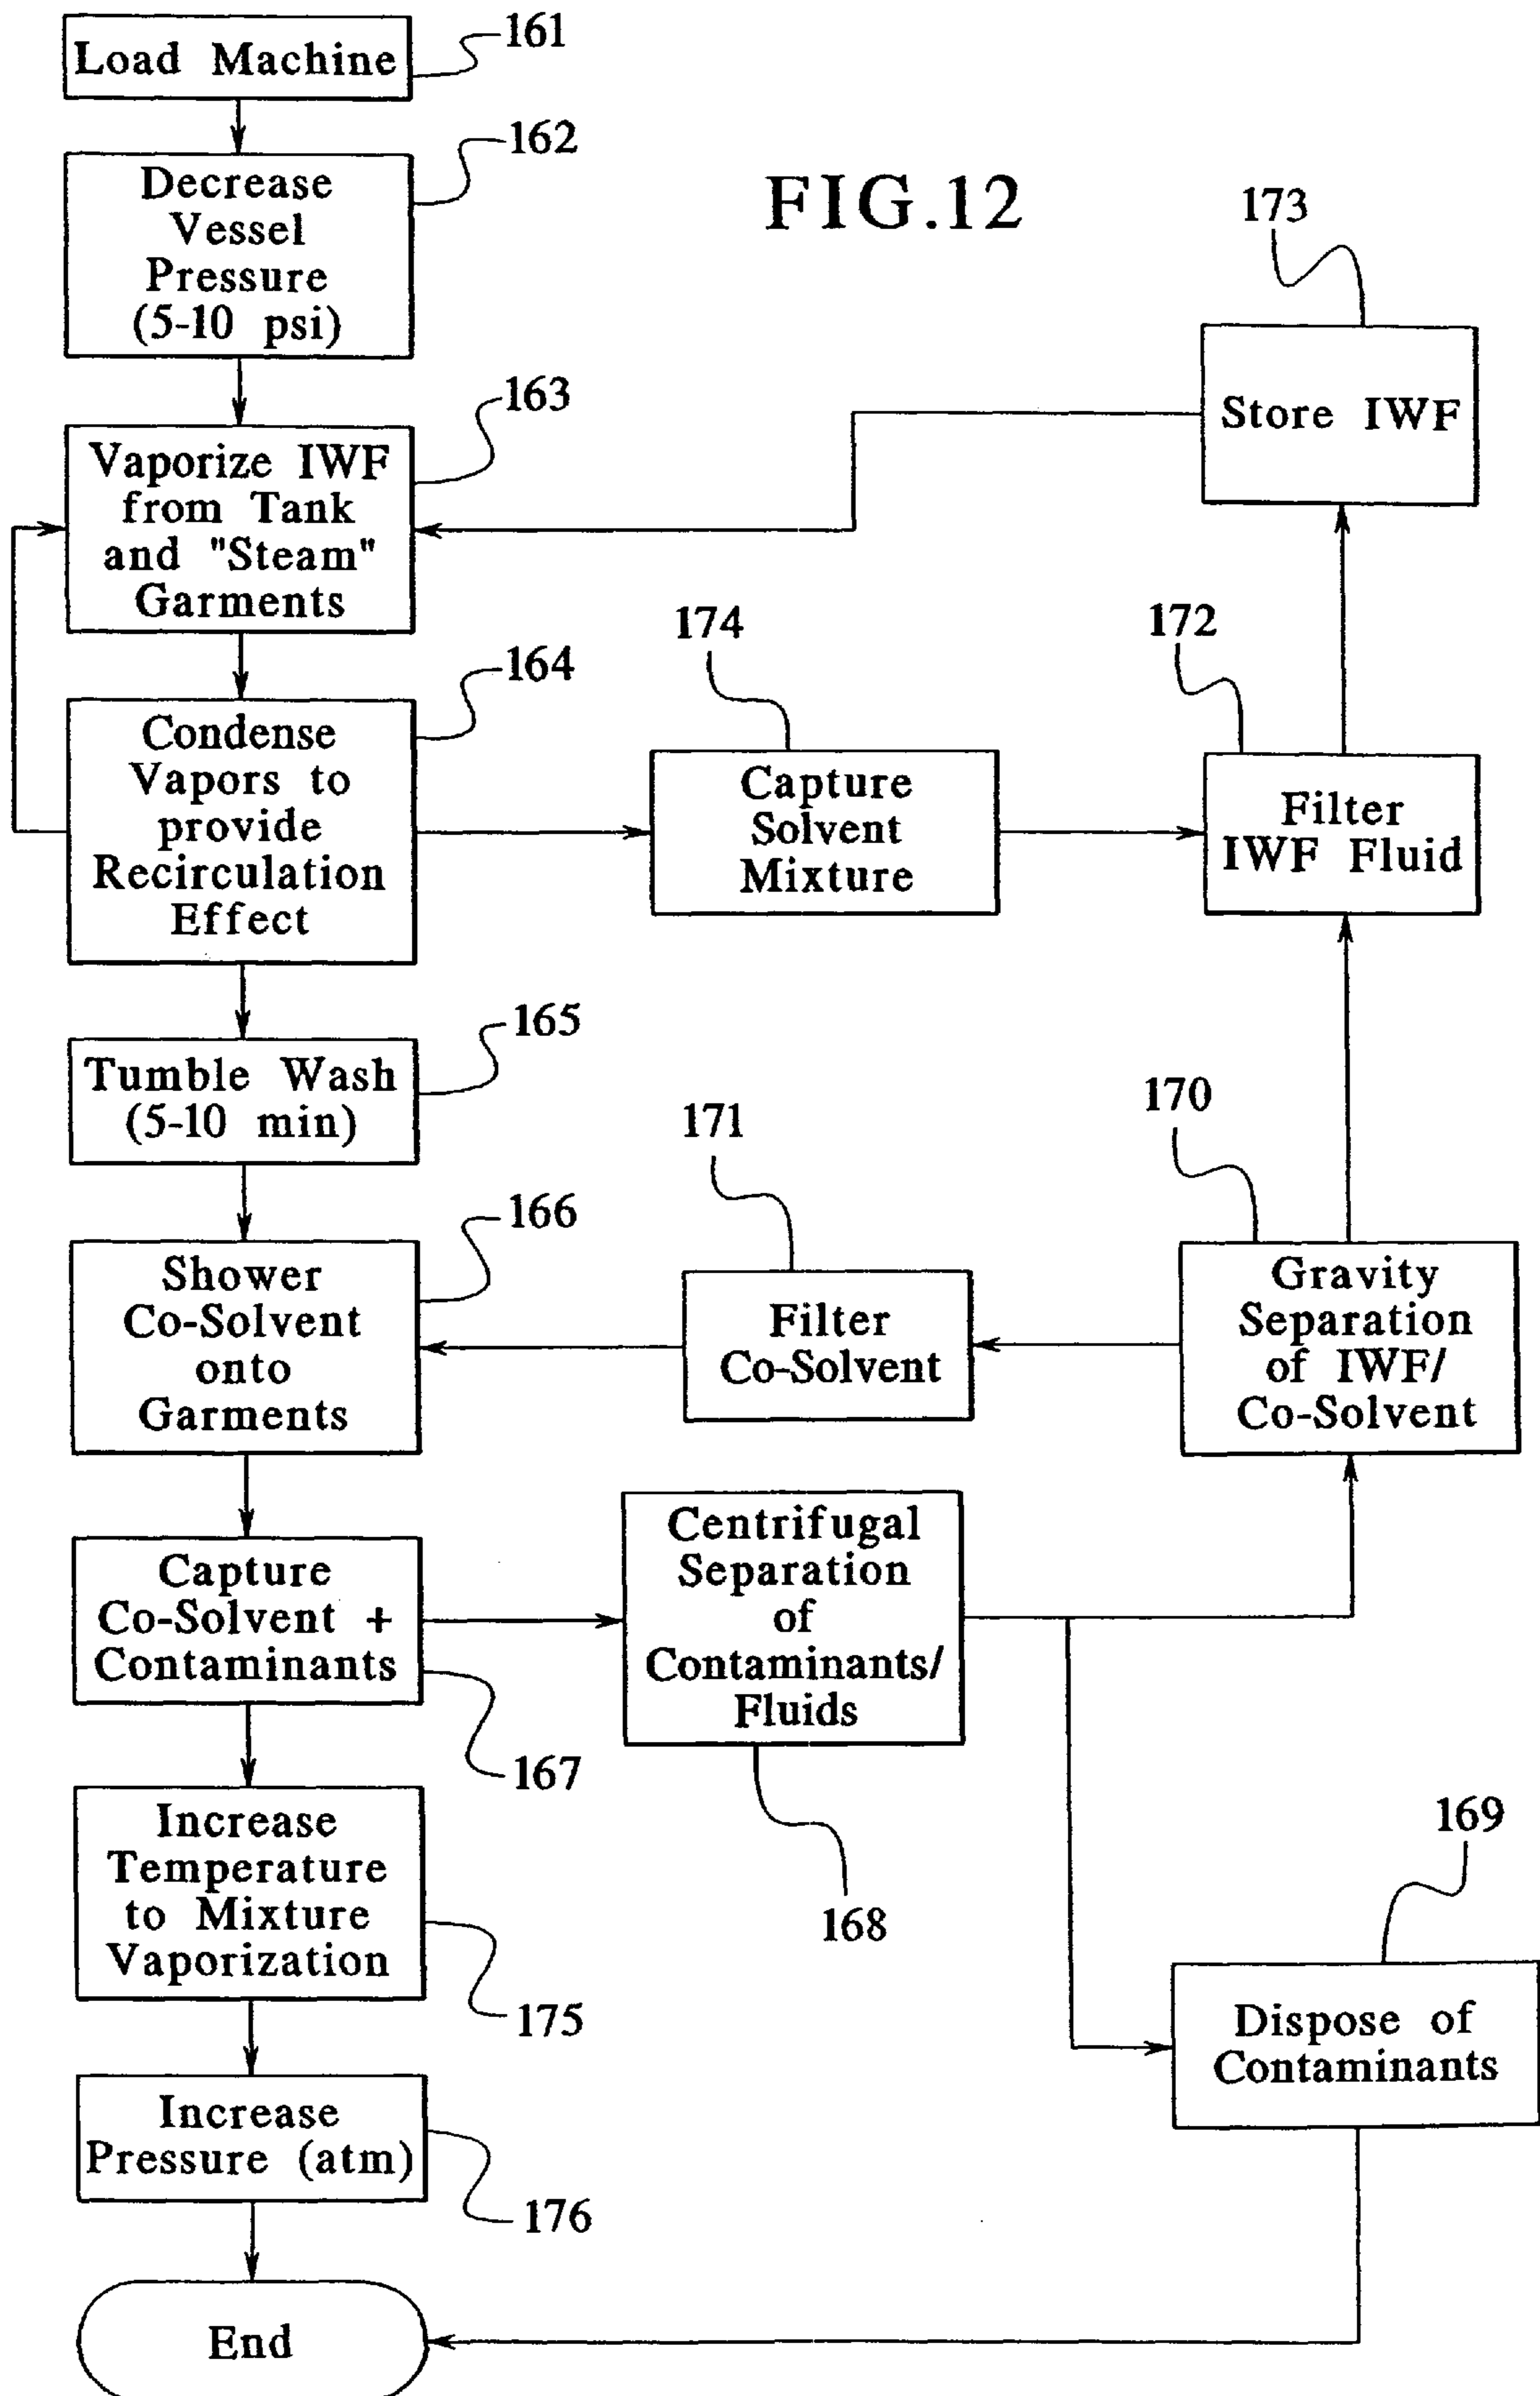 Load Machine
161
Decrease
Vessel
Pressure
(5-10 psi)
162
FIG.12
173
Store IWF
163
Vaporize IWF
from Tank
and "Steam"
Garments
164
Condense
Vapors to
provide
Recirculation
Effect
174
Capture
Solvent
Mixture
172
Filter
IWF Fluid
165
Tumble Wash
(5-10 min)
166
Shower
Co-Solvent
onto
Garments
171
Filter
Co-Solvent
170
Gravity
Separation
of IWF/
Co-Solvent
Capture
Co-Solvent +
Contaminants
167
Centrifugal
Separation
of
Contaminants/
Fluids
168
169
Dispose of
Contaminants
Increase
Temperature
to Mixture
Vaporization
175
Increase
Pressure (atm)
176
End